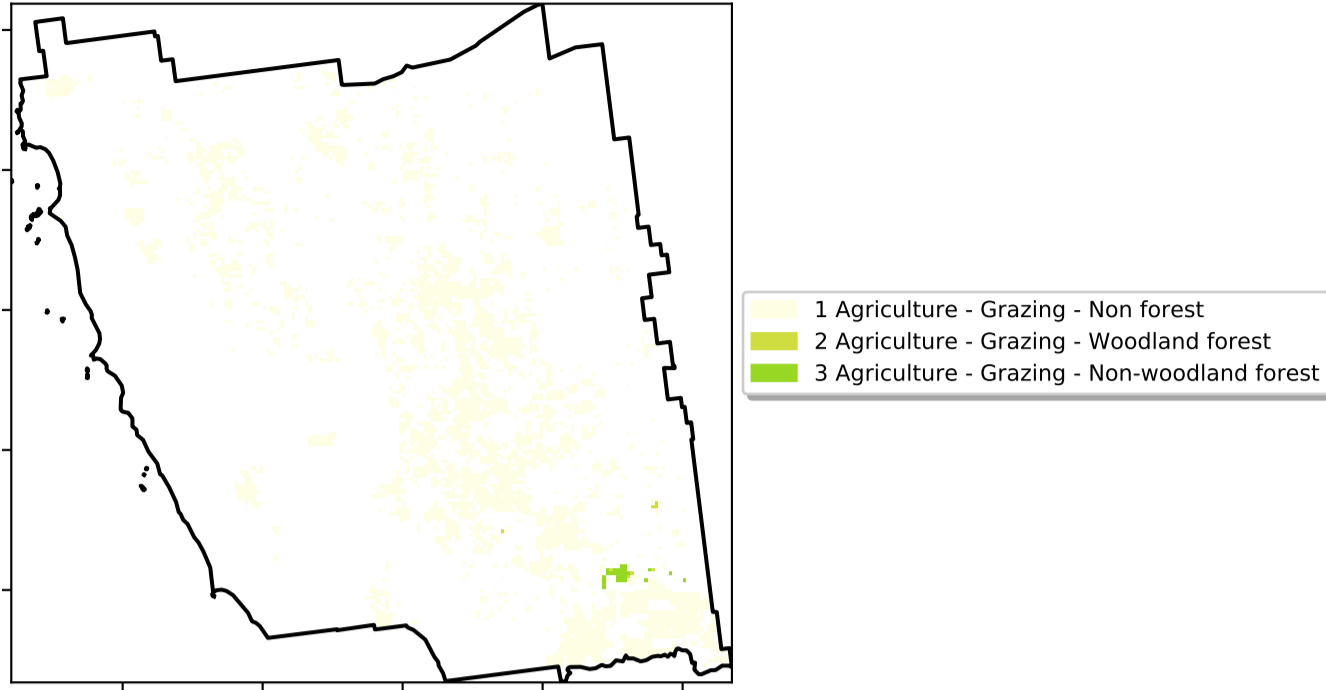 1 Agriculture - Grazing - Non forest
2 Agriculture - Grazing - Woodland forest
3 Agriculture - Grazing - Non-woodland forest